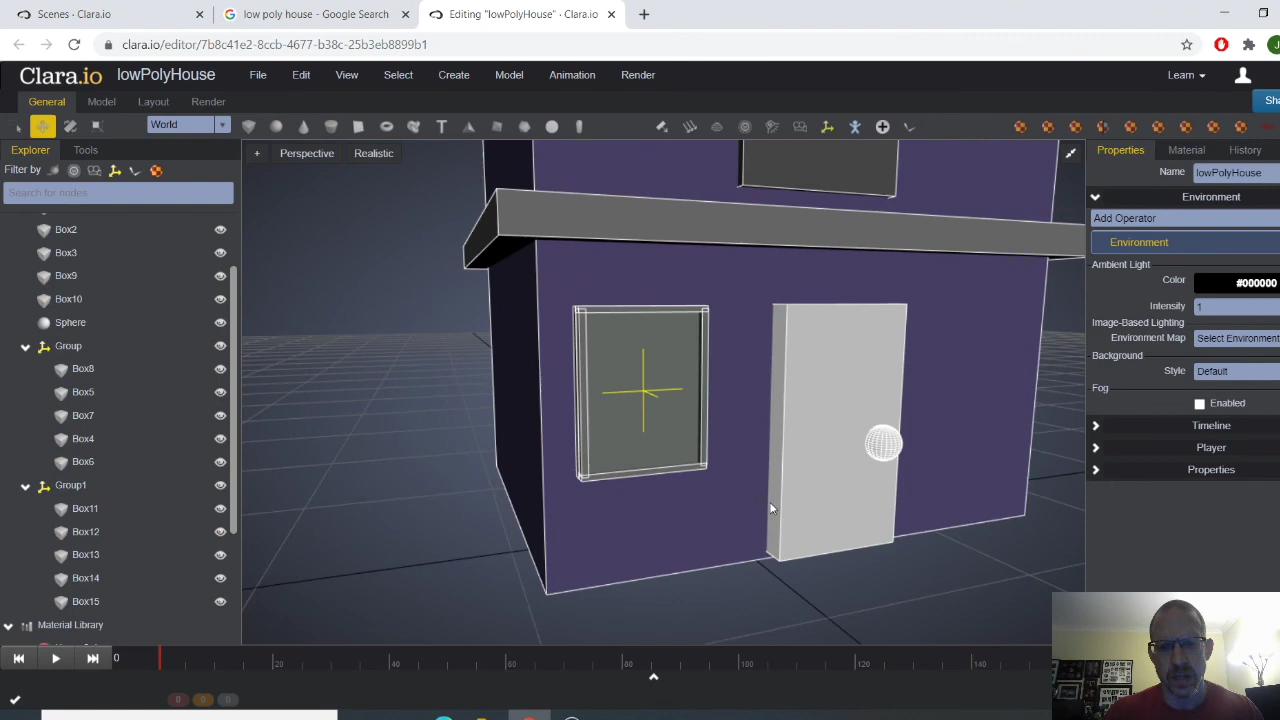 Scenes · Clara.io
low poly house - Google Search
Editing "lowPolyHouse" · Clara.io
clara.io/editor/7b8c41e2-8ccb-4677-b38c-25b3eb8899b1
Clara.io lowPolyHouse File Edit View Select Create Model Animation Render Learn
General Model Layout Render Sha
World
Explorer Tools
Perspective Realistic
Properties Material History
Filter by
Name lowPolyHouse
Search for nodes
Environment
Add Operator
Box2
Environment
Box3
Ambient Light
Box9
Color #000000
Box10
Intensity 1
Sphere
Image-Based Lighting
Environment Map Select Environment
Group
Background
Box8
Style Default
Box5
Fog
Enabled
Box7
Timeline
Box4
Player
Box6
Properties
Group1
Box11
Box12
Box13
Box14
Box15
Material Library
0 20 40 60 80 100 120 140
0 0 0